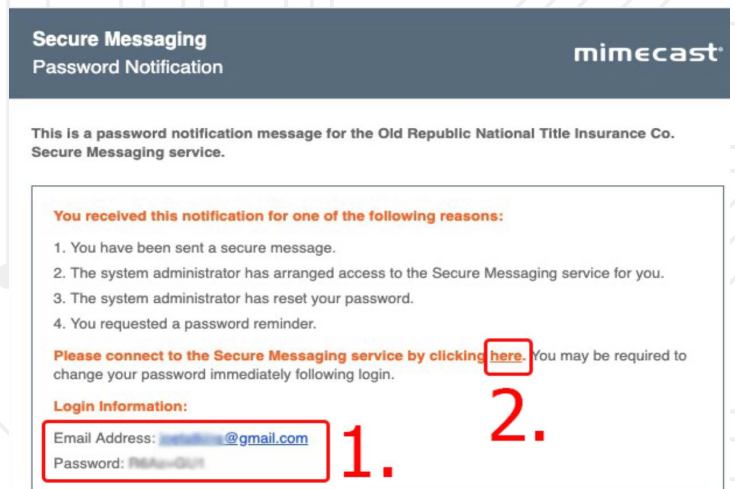 Secure Messaging
mimecast
Password Notification
This is a password notification message for the Old Republic National Title Insurance Co.
Secure Messaging service.
You received this notification for one of the following reasons:
1. You have been sent a secure message.
2. The system administrator has arranged access to the Secure Messaging service for you.
3. The system administrator has reset your password.
4. You requested a password reminder.
Please connect to the Secure Messaging service by clicking here. You may be required to
change your password immediately following login.
Login Information:
2.
Email Address: @gmail.com
1.
Password: